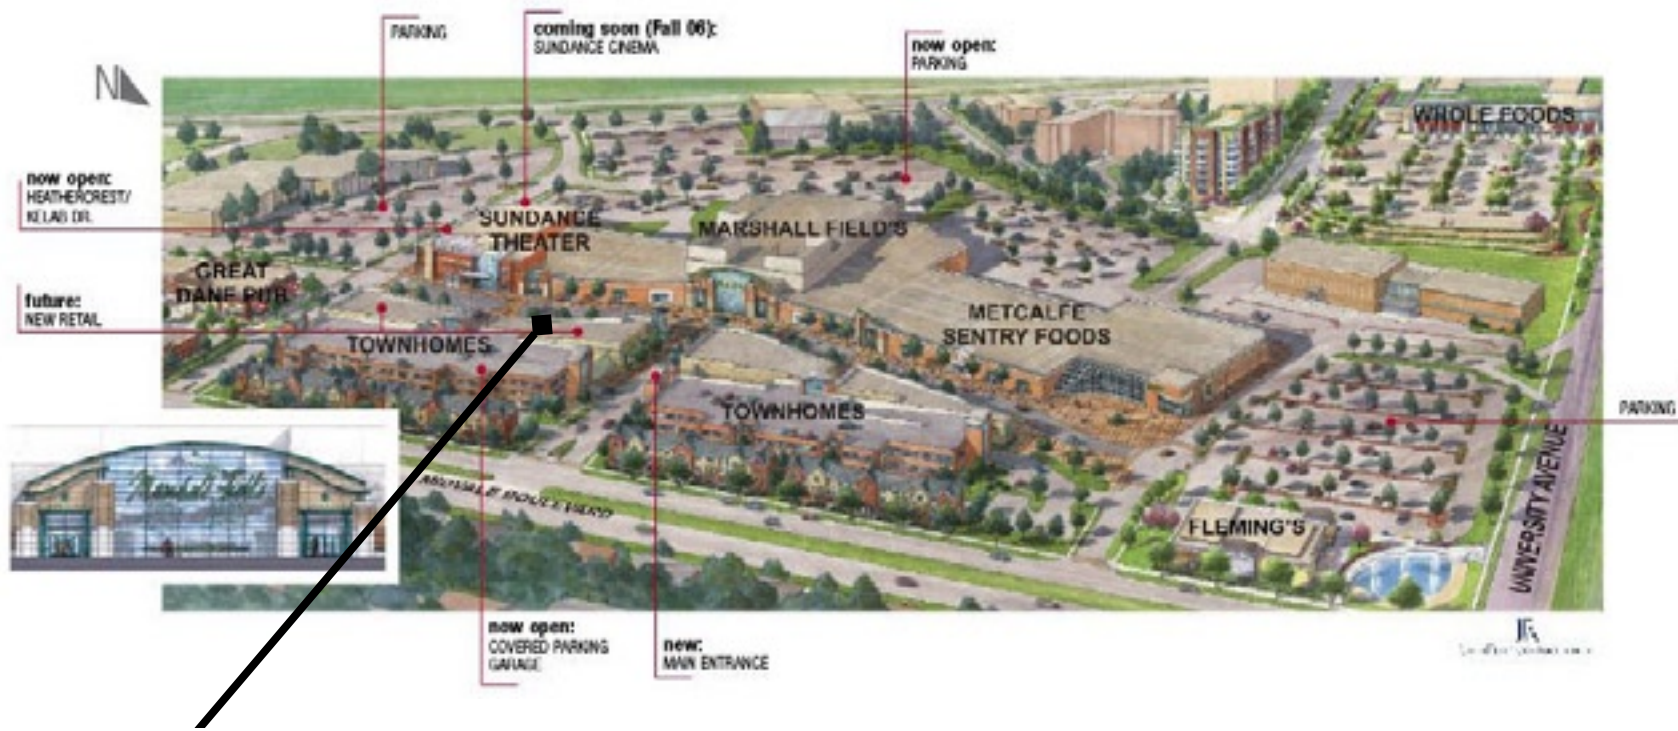 PARKING
coming soon (Fall 06):
SUNDANCE CINEMA
now open:
PARKING
N
WHOLE FOODS
now open:
HEATHERCREST/
KELAB DR.
SUNDANCE
THEATER
MARSHALL FIELD'S
GREAT
DANE PUB
future:
NEW RETAIL
METCALFE
SENTRY FOODS
TOWNHOMES
TOWNHOMES
PARKING
MIDVALE BOULEVARD
FLEMING'S
UNIVERSITY AVENUE
now open:
COVERED PARKING
GARAGE
new:
MAIN ENTRANCE